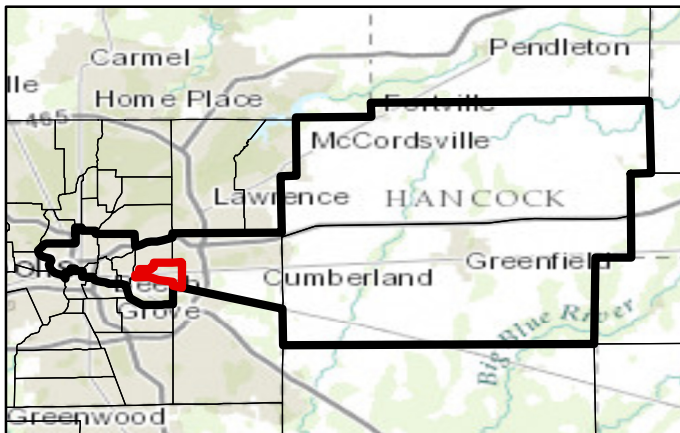 Pendleton
Carmel
lle
Home Place
Fortville
465
McCordsville
Lawrence
HANCOCK
Greenfield
Cumberland
Grove
Big Blue River
Greenwood